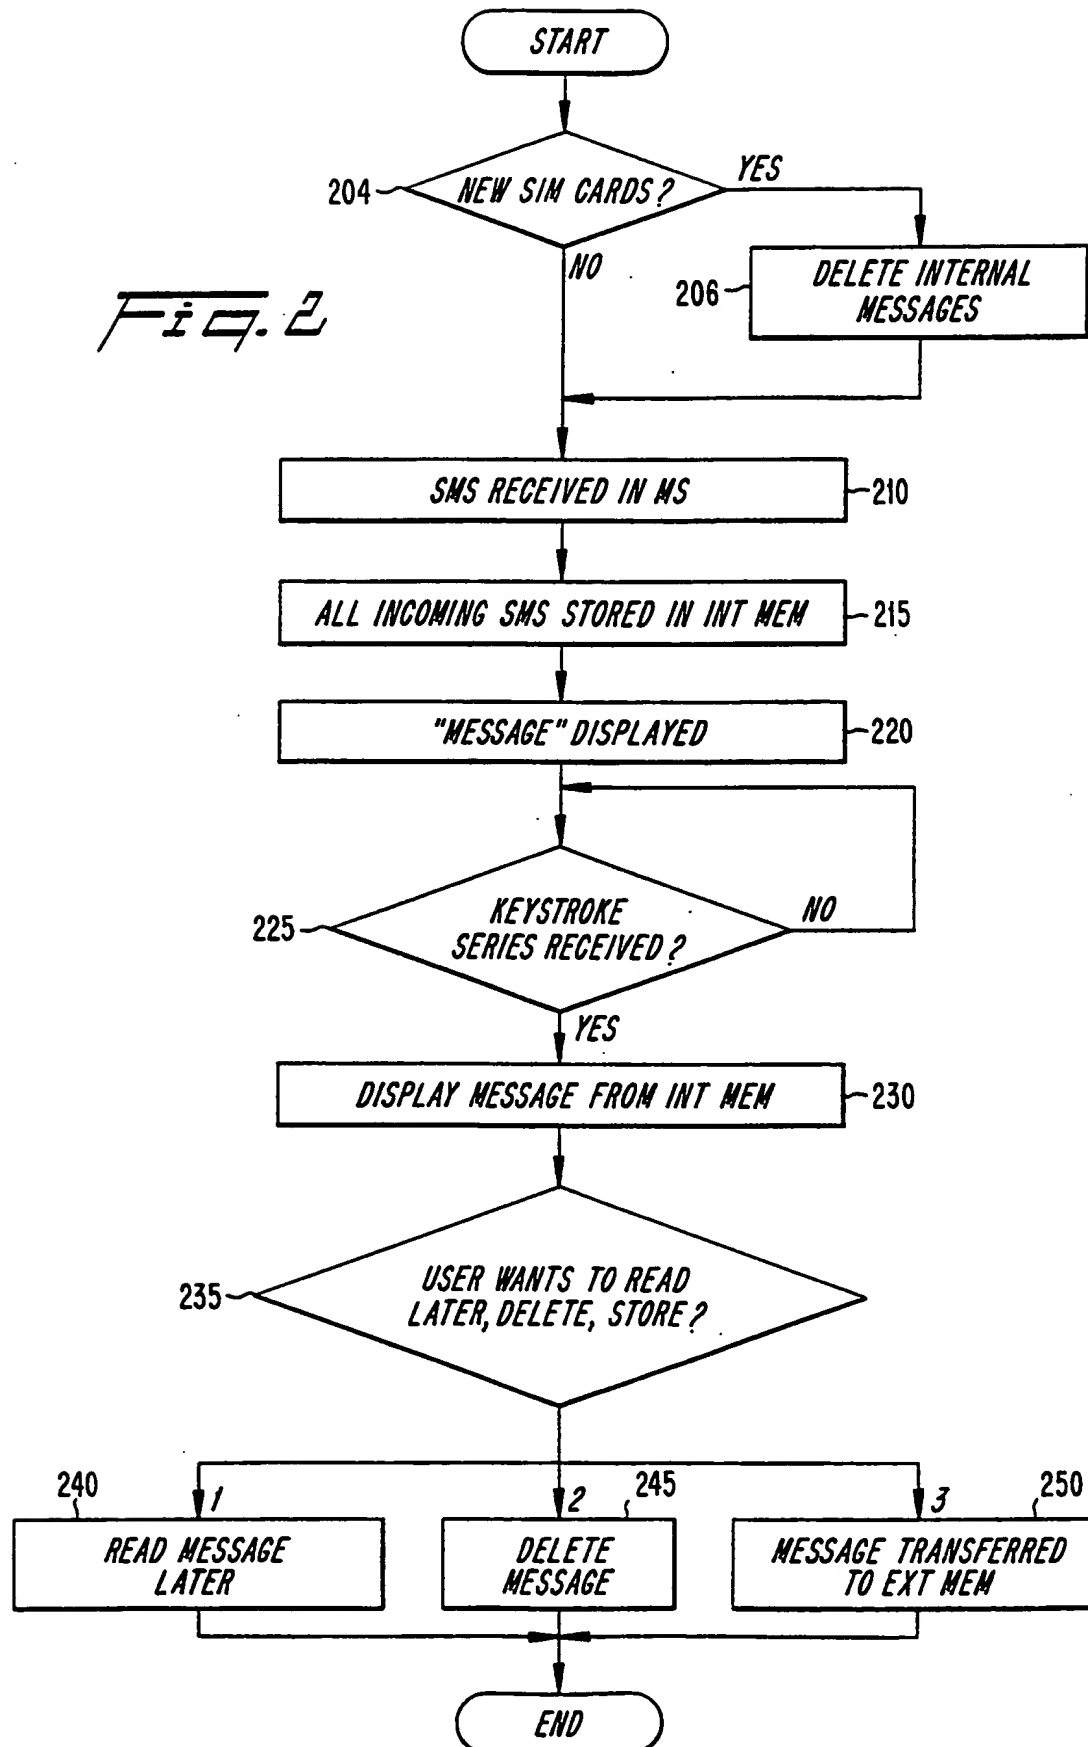 START
204
NEW SIM CARDS?
YES
NO
206
DELETE INTERNAL
MESSAGES
Fig. 2
SMS RECEIVED IN MS
210
ALL INCOMING SMS STORED IN INT MEM
215
"MESSAGE" DISPLAYED
220
225
KEYSTROKE
SERIES RECEIVED?
NO
YES
DISPLAY MESSAGE FROM INT MEM
230
235
USER WANTS TO READ
LATER, DELETE, STORE?
240
1
READ MESSAGE
LATER
245
2
DELETE
MESSAGE
250
3
MESSAGE TRANSFERRED
TO EXT MEM
END